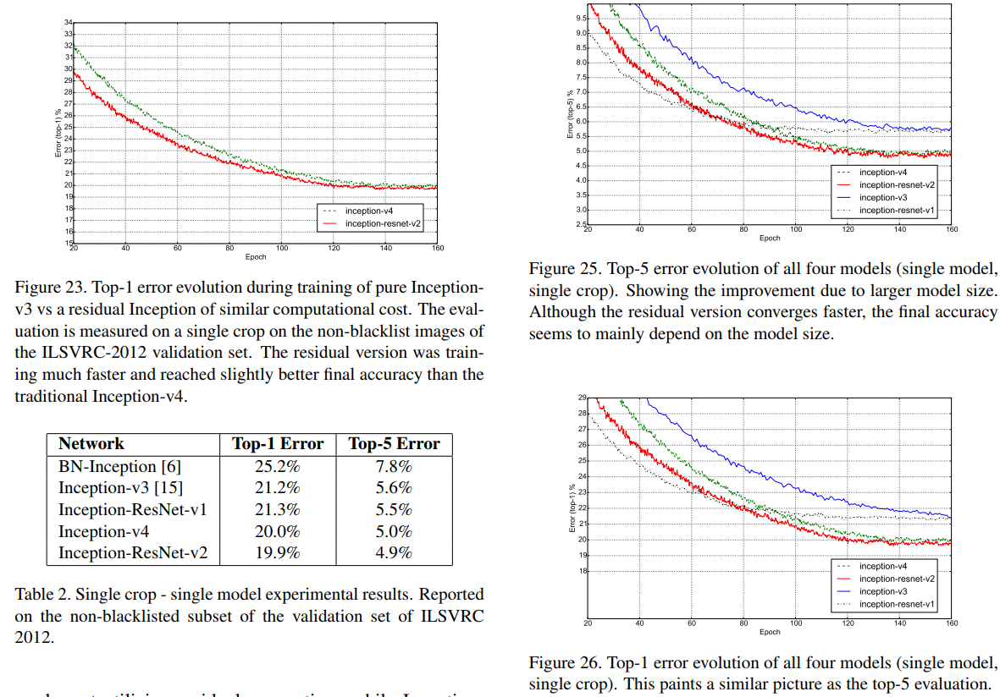 34
33
32
31
30
29
28
27
26
25
24
23
22
21
20
19
18
17
16
15
Error (top-1) %
20 40 60 80 100 120 140 160
Epoch
inception-v4
inception-resnet-v2
Figure 23. Top-1 error evolution during training of pure Inception-
v3 vs a residual Inception of similar computational cost. The eval-
uation is measured on a single crop on the non-blacklist images of
the ILSVRC-2012 validation set. The residual version was train-
ing much faster and reached slightly better final accuracy than the
traditional Inception-v4.
Network Top-1 Error Top-5 Error
BN-Inception [6] 25.2% 7.8%
Inception-v3 [15] 21.2% 5.6%
Inception-ResNet-v1 21.3% 5.5%
Inception-v4 20.0% 5.0%
Inception-ResNet-v2 19.9% 4.9%
Table 2. Single crop - single model experimental results. Reported
on the non-blacklisted subset of the validation set of ILSVRC
2012.
9.5
9.0
8.5
8.0
7.5
7.0
6.5
6.0
5.5
5.0
4.5
4.0
3.5
3.0
2.5
Error (top-5) %
20 40 60 80 100 120 140 160
Epoch
inception-v4
inception-resnet-v2
inception-v3
inception-resnet-v1
Figure 25. Top-5 error evolution of all four models (single model,
single crop). Showing the improvement due to larger model size.
Although the residual version converges faster, the final accuracy
seems to mainly depend on the model size.
29
28
27
26
25
24
23
22
21
20
19
18
Error (top-1) %
20 40 60 80 100 120 140 160
Epoch
inception-v4
inception-resnet-v2
inception-v3
inception-resnet-v1
Figure 26. Top-1 error evolution of all four models (single model,
single crop). This paints a similar picture as the top-5 evaluation.